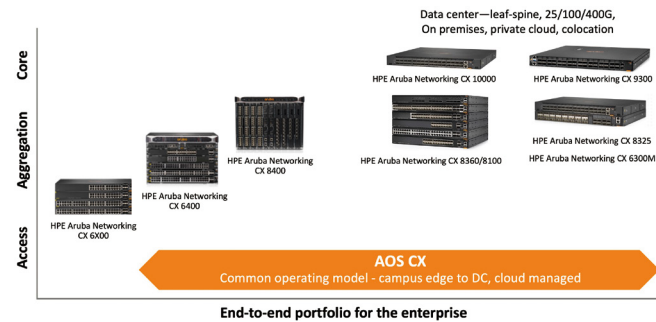 Data center—leaf-spine, 25/100/400G,
On premises, private cloud, colocation
Core
HPE Aruba Networking CX 10000
HPE Aruba Networking CX 9300
Aggregation
HPE Aruba Networking
CX 8400
HPE Aruba Networking CX 8360/8100
HPE Aruba Networking CX 8325
HPE Aruba Networking CX 6300M
HPE Aruba Networking
CX 6400
Access
HPE Aruba Networking
CX 6X00
AOS CX
Common operating model - campus edge to DC, cloud managed
End-to-end portfolio for the enterprise